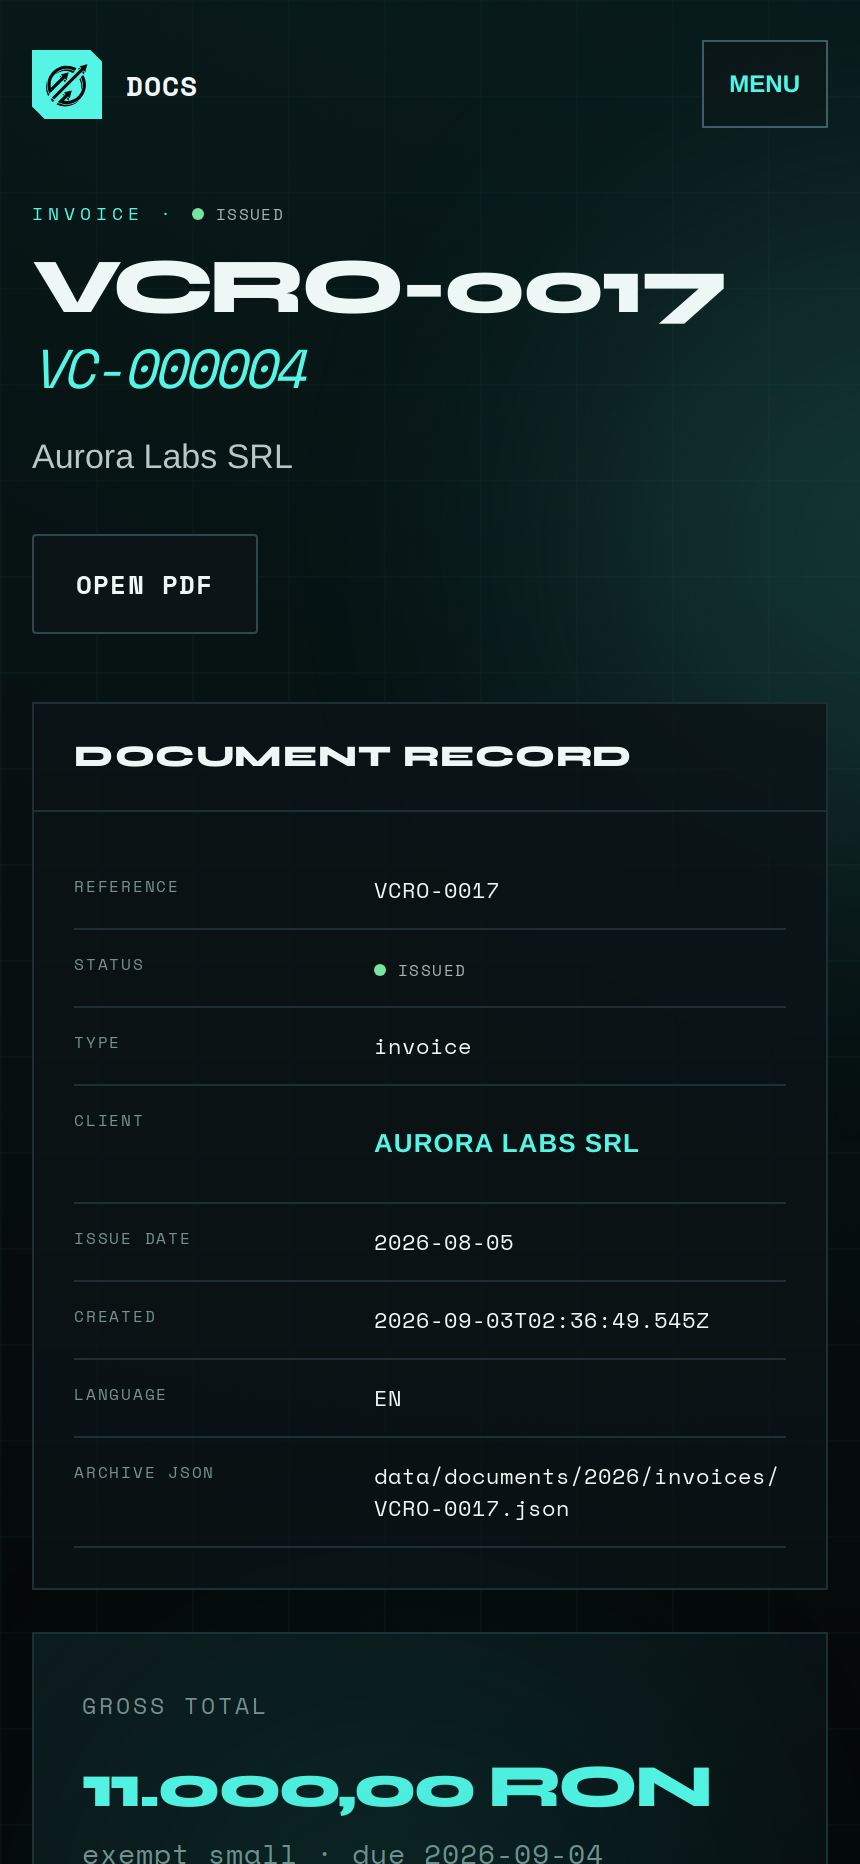 DOCS
MENU
INVOICE · ISSUED
VCRO-0017
VC-000004
Aurora Labs SRL
OPEN PDF
DOCUMENT RECORD
REFERENCE VCRO-0017
STATUS ISSUED
TYPE invoice
CLIENT AURORA LABS SRL
ISSUE DATE 2026-08-05
CREATED 2026-09-03T02:36:49.545Z
LANGUAGE EN
ARCHIVE JSON data/documents/2026/invoices/
VCRO-0017.json
GROSS TOTAL
11.000,00 RON
exempt small · due 2026-09-04